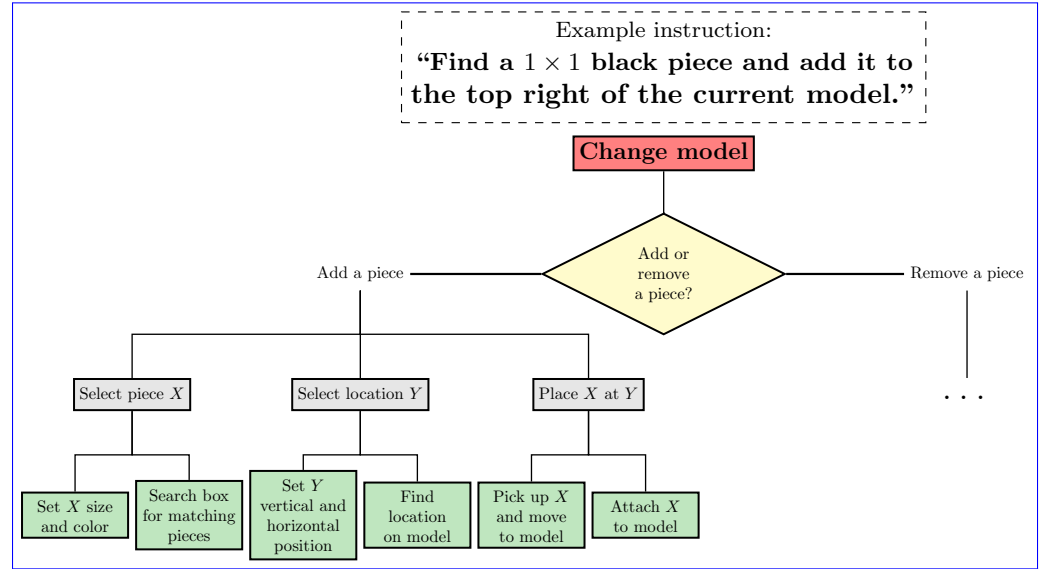 Example instruction:
“Find a 1 × 1 black piece and add it to
the top right of the current model.”
Change model
Add or
remove
a piece?
Add a piece
Remove a piece
Select piece X
Select location Y
Place X at Y
. . .
Set X size
and color
Search box
for matching
pieces
Set Y
vertical and
horizontal
position
Find
location
on model
Pick up X
and move
to model
Attach X
to model